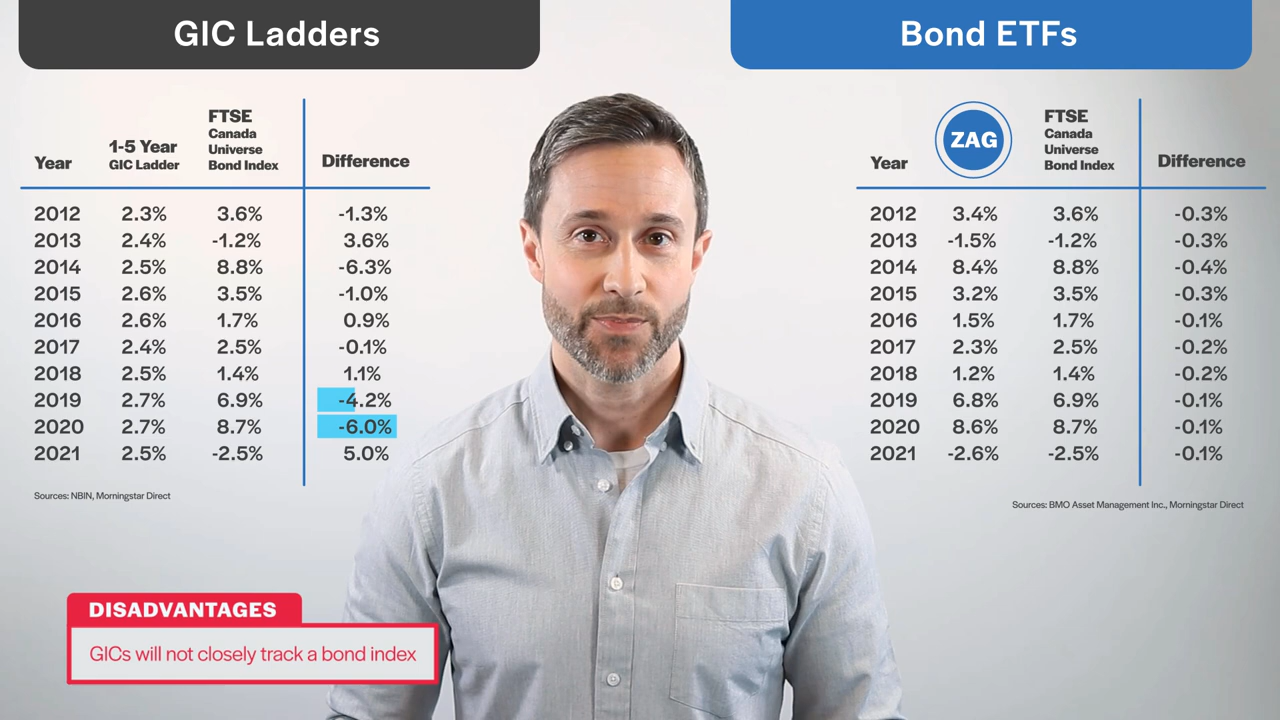 GIC Ladders
Year 1-5 Year GIC Ladder FTSE Canada Universe Bond Index Difference
2012 2.3% 3.6% -1.3%
2013 2.4% -1.2% 3.6%
2014 2.5% 8.8% -6.3%
2015 2.6% 3.5% -1.0%
2016 2.6% 1.7% 0.9%
2017 2.4% 2.5% -0.1%
2018 2.5% 1.4% 1.1%
2019 2.7% 6.9% -4.2%
2020 2.7% 8.7% -6.0%
2021 2.5% -2.5% 5.0%
Sources: NBIN, Morningstar Direct
DISADVANTAGES
GICs will not closely track a bond index
Bond ETFs
Year ZAG FTSE Canada Universe Bond Index Difference
2012 3.4% 3.6% -0.3%
2013 -1.5% -1.2% -0.3%
2014 8.4% 8.8% -0.4%
2015 3.2% 3.5% -0.3%
2016 1.5% 1.7% -0.1%
2017 2.3% 2.5% -0.2%
2018 1.2% 1.4% -0.2%
2019 6.8% 6.9% -0.1%
2020 8.6% 8.7% -0.1%
2021 -2.6% -2.5% -0.1%
Sources: BMO Asset Management Inc., Morningstar Direct